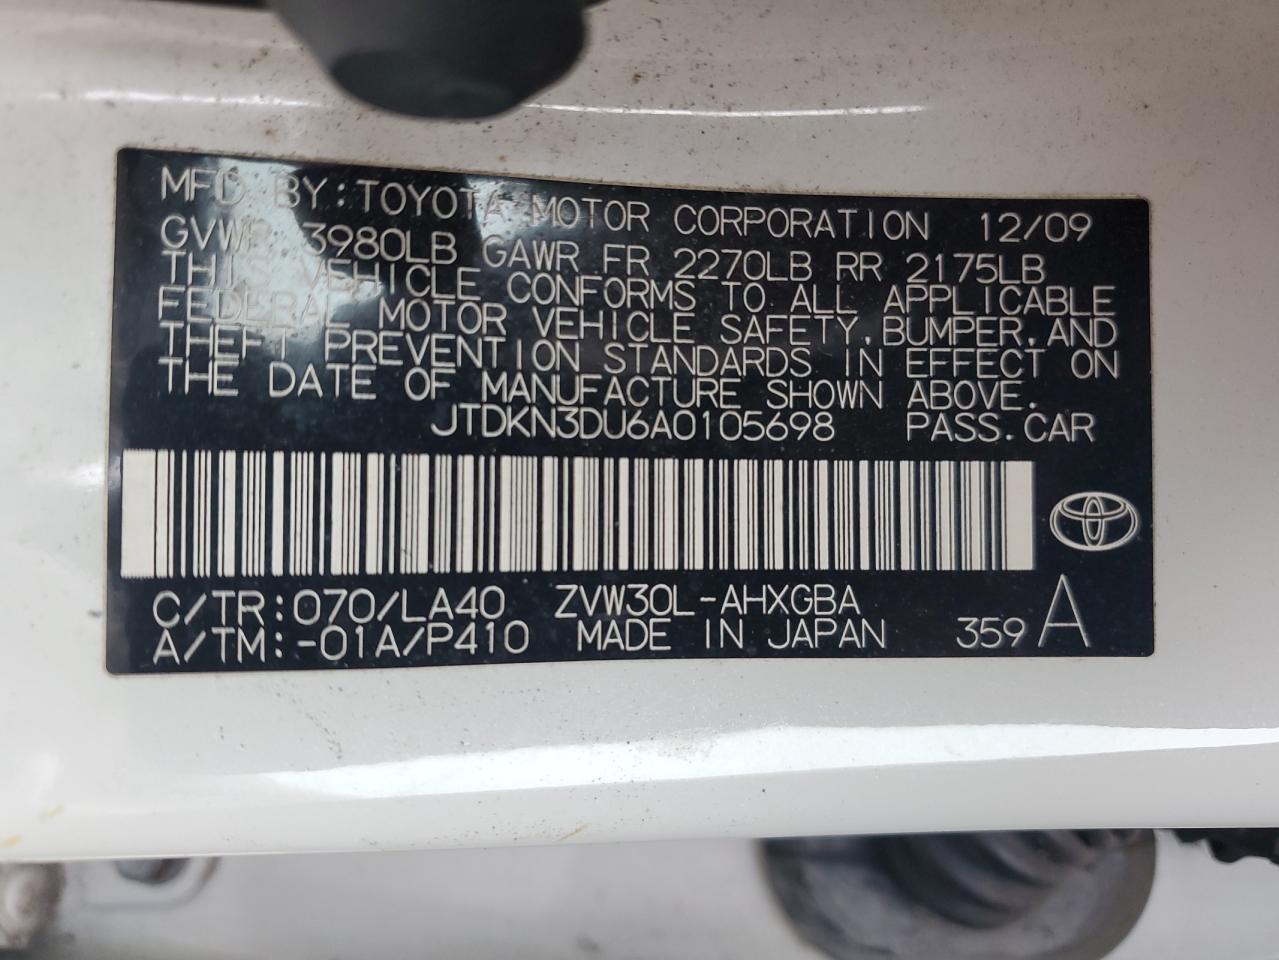 MFD BY: TOYOTA MOTOR CORPORATION 12/09
GVWR 3980LB GAWR FR 2270LB RR 2175LB
THIS VEHICLE CONFORMS TO ALL APPLICABLE
FEDERAL MOTOR VEHICLE SAFETY, BUMPER, AND
THEFT PREVENTION STANDARDS IN EFFECT ON
THE DATE OF MANUFACTURE SHOWN ABOVE.
JTDKN3DU6A0105698 PASS. CAR
C/TR: 070/LA40 ZVW30L-AHXGBA
A/TM: -01A/P410 MADE IN JAPAN 359 A